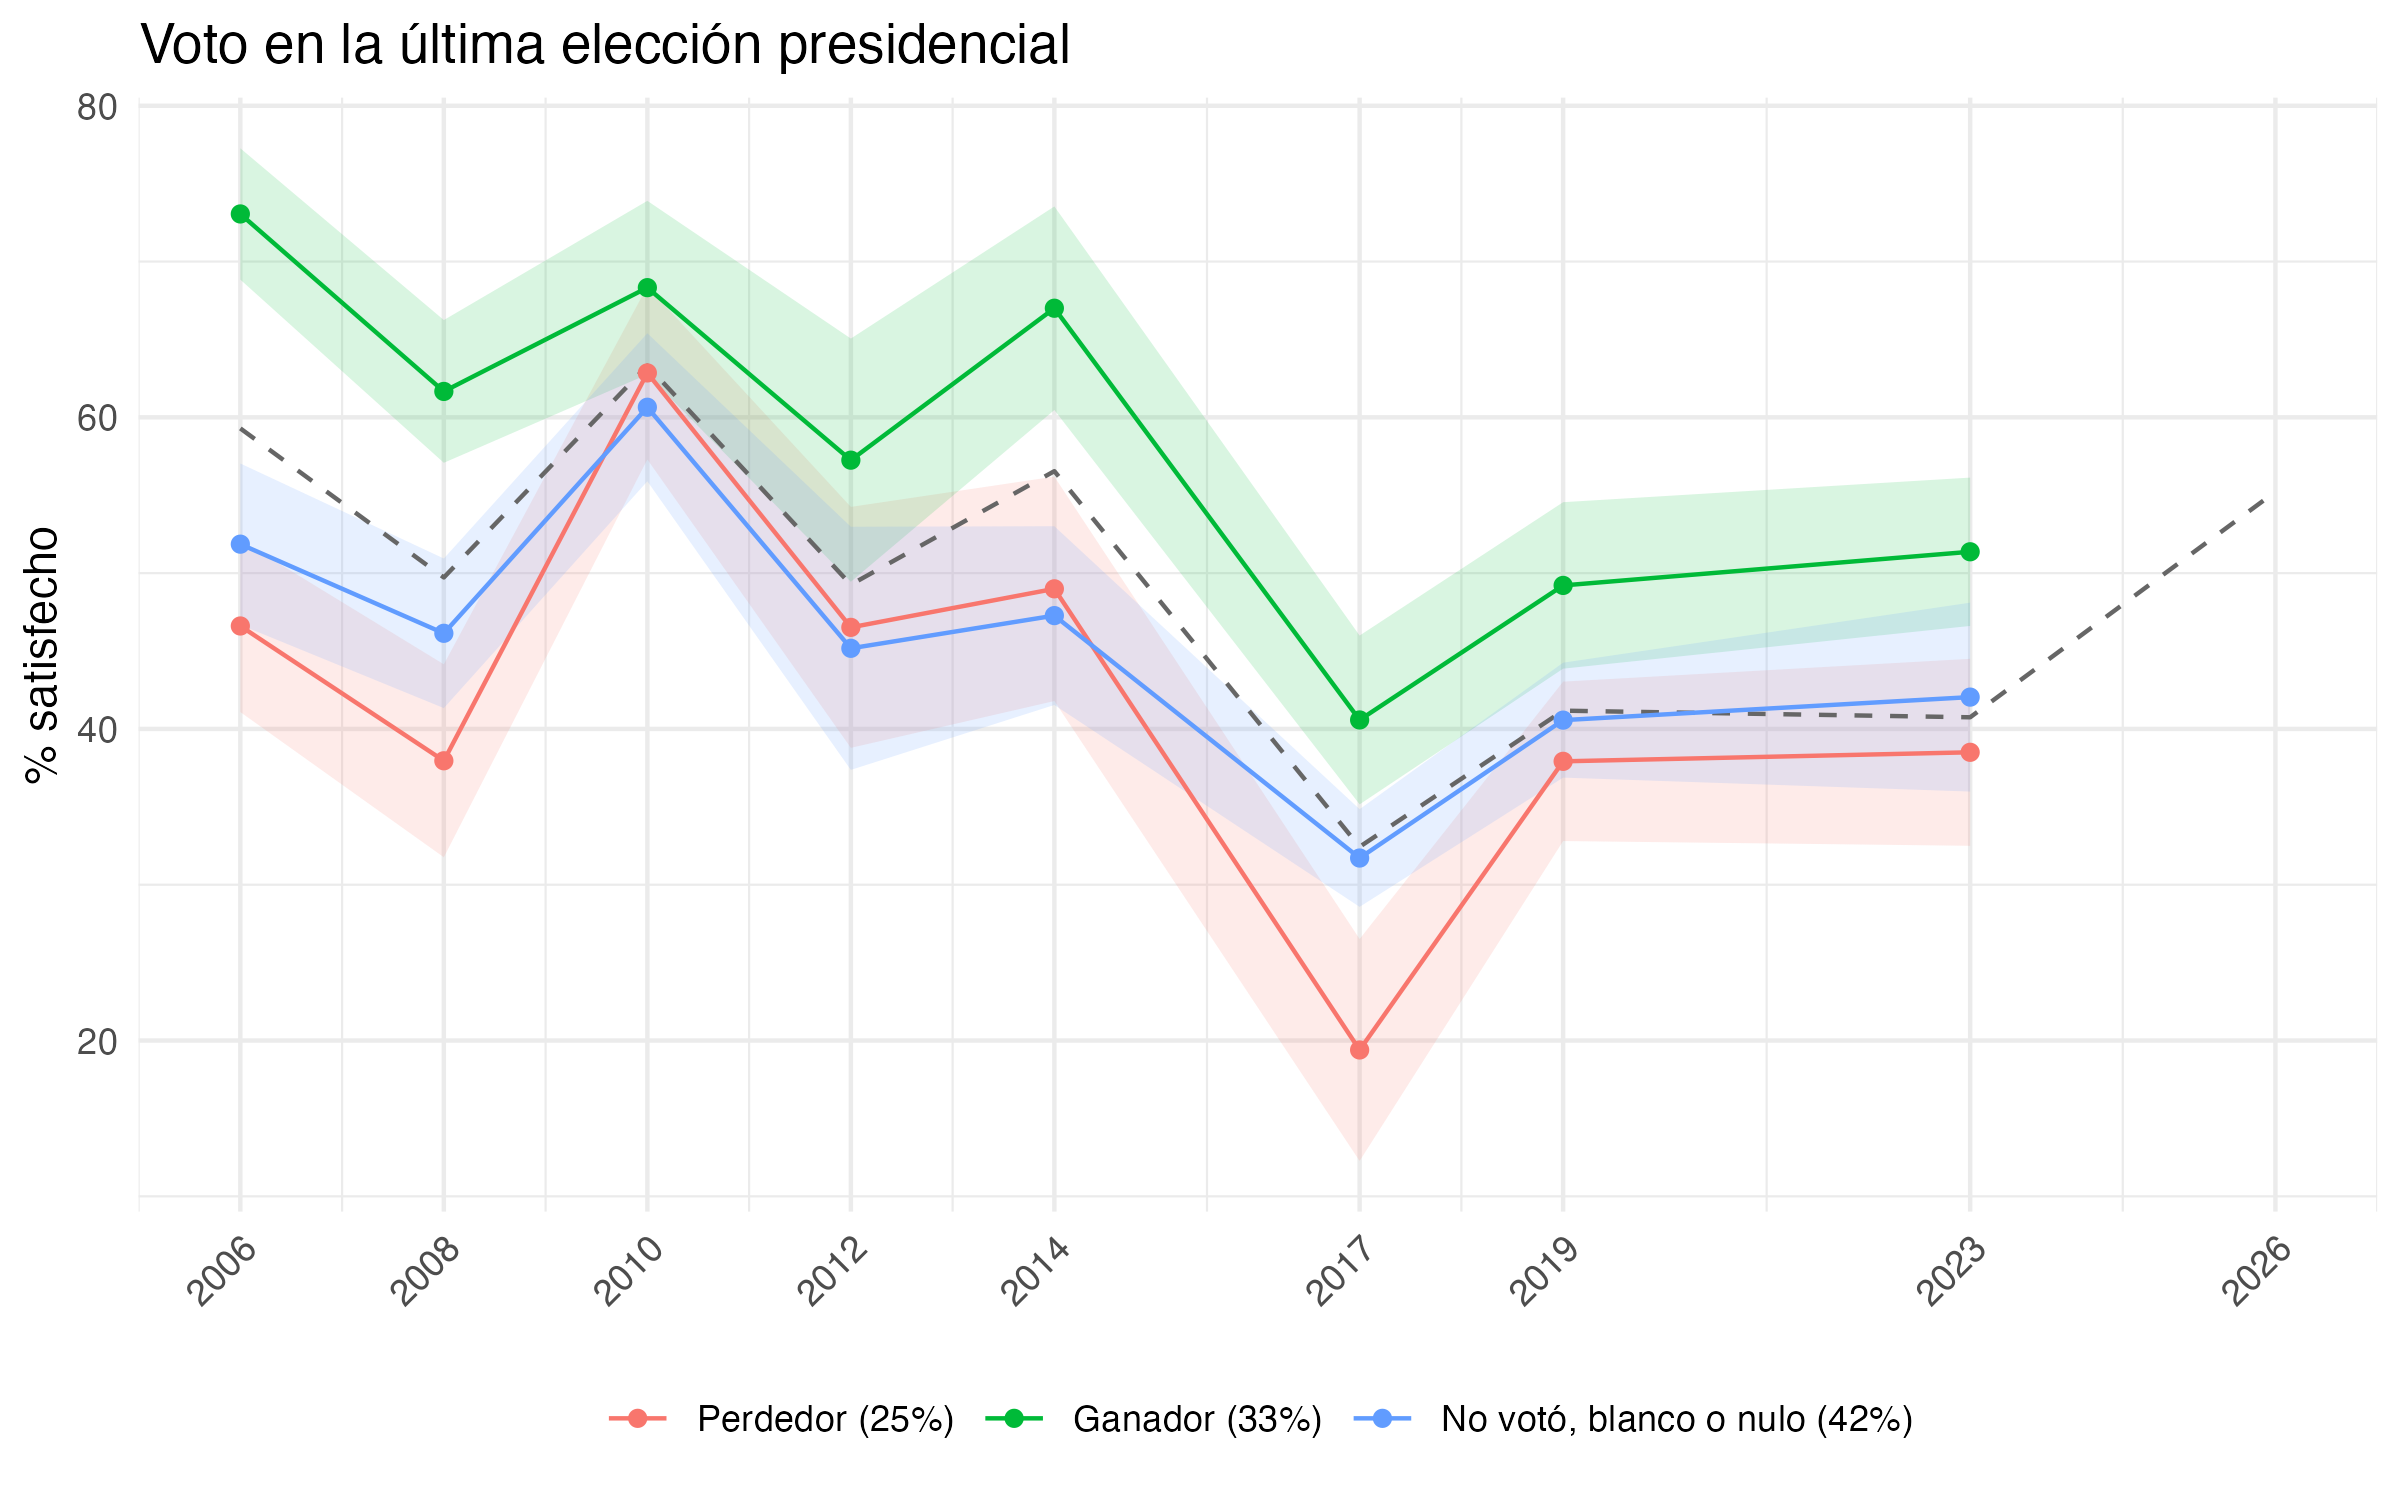 Voto en la última elección presidencial
% satisfecho
80
60
40
20
2006 2008 2010 2012 2014 2017 2019 2023 2026
Perdedor (25%) Ganador (33%) No votó, blanco o nulo (42%)